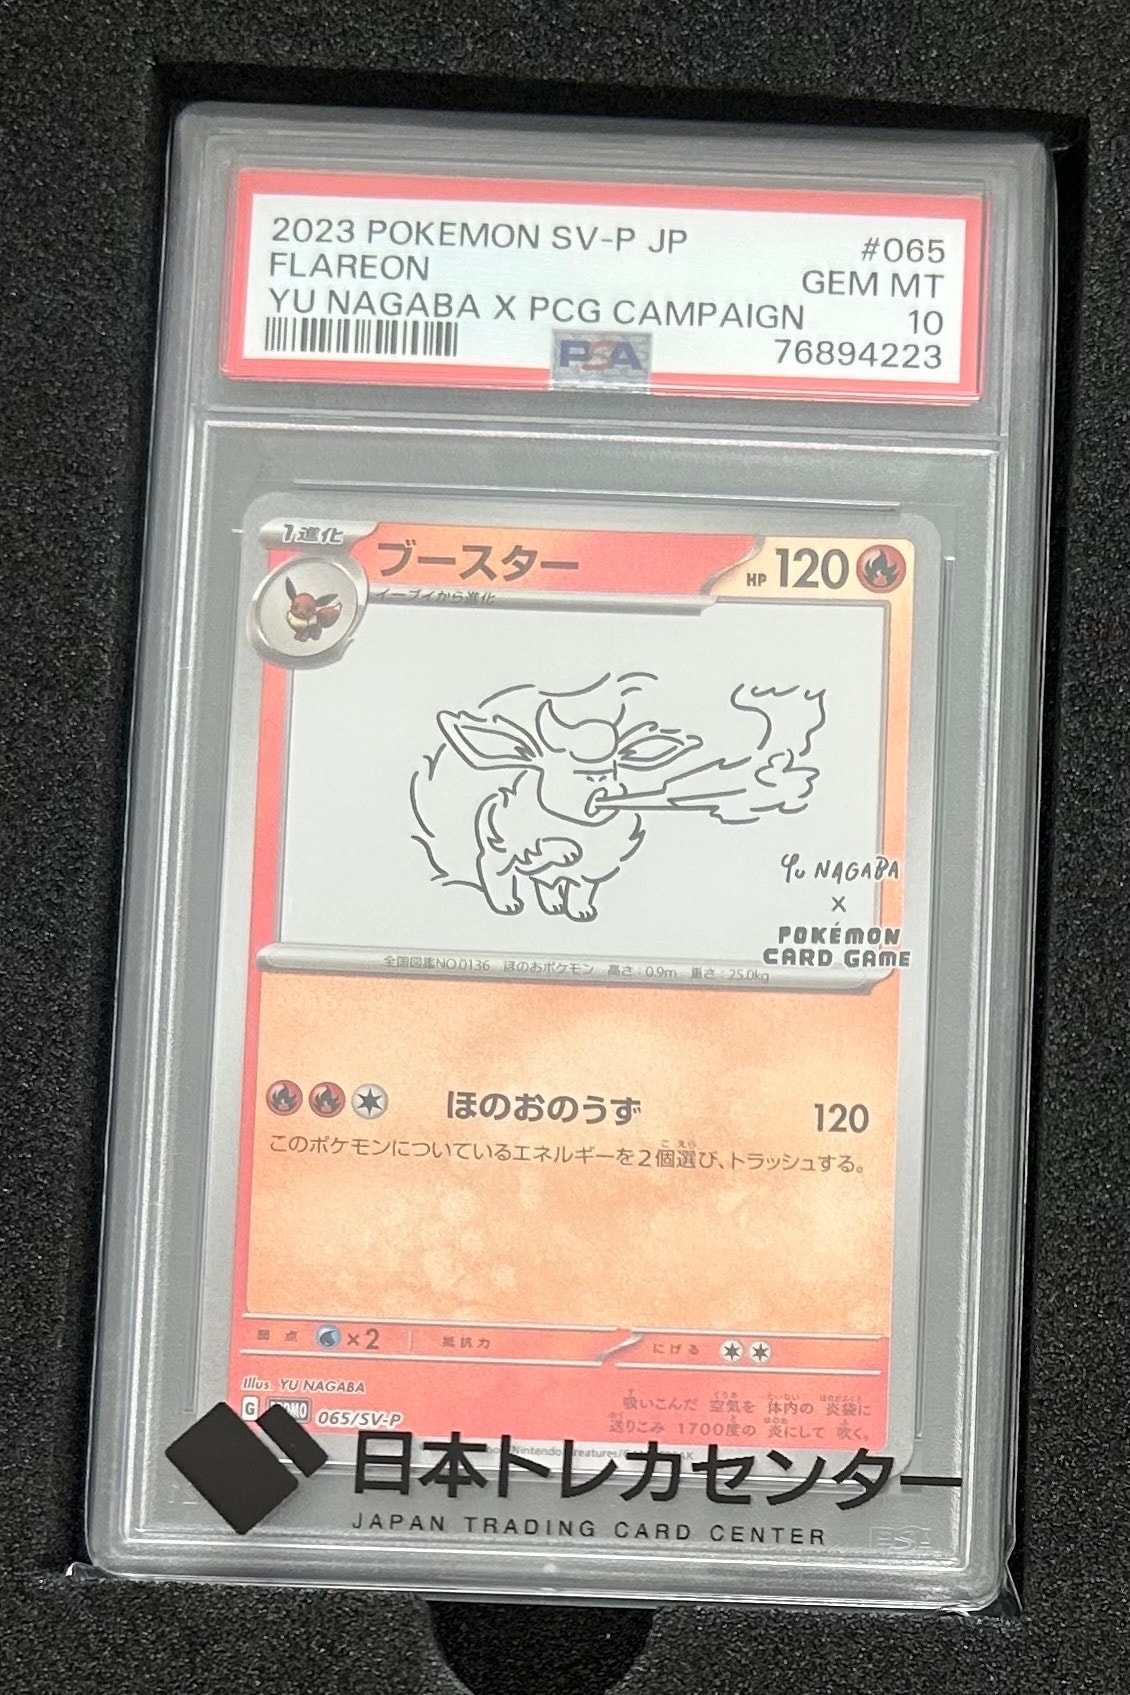 2023 POKEMON SV-P JP #065
FLAREON GEM MT
YU NAGABA X PCG CAMPAIGN 10
PSA 76894223
1進化
ブースター
HP 120
イーブイから進化
Yu NAGABA
×
POKÉMON
CARD GAME
全国図鑑NO.0136 ほのおポケモン 高さ:0.9m 重さ:25.0kg
ほのおのうず 120
このポケモンについているエネルギーを2個選び、トラッシュする。
弱点 ×2 抵抗力 にげる
Illus. YU NAGABA
G PROMO 065/SV-P
吸いこんだ 空気を 体内の 炎袋に
送りこみ 1700度の 炎にして 吹く。
日本トレカセンター
JAPAN TRADING CARD CENTER
PSA